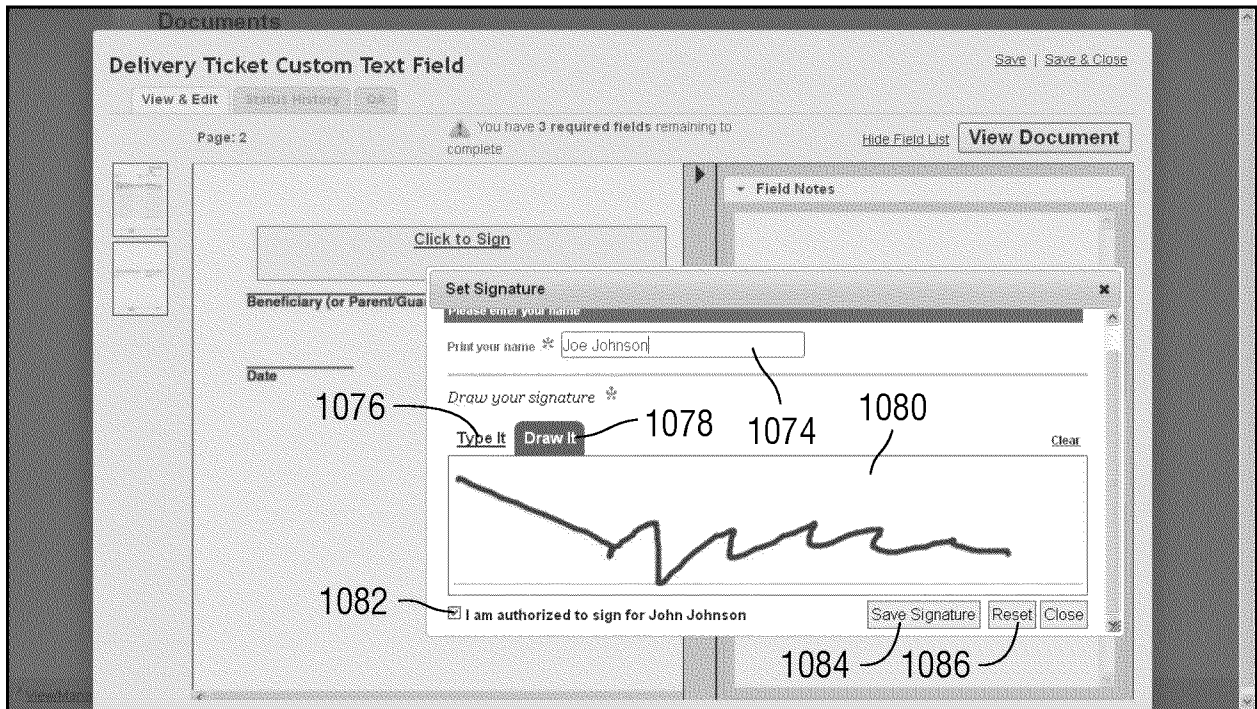 Documents
Delivery Ticket Custom Text Field
Save | Save & Close
View & Edit Status History QA
Page: 2
You have 3 required fields remaining to
complete
Hide Field List View Document
Field Notes
Click to Sign
Set Signature
Beneficiary (or Parent/Gua
Please enter your name
Print your name * Joe Johnson
Date
Draw your signature *
1076
1078
1074
1080
Type It Draw It
Clear
1082
I am authorized to sign for John Johnson
Save Signature Reset Close
1084 1086